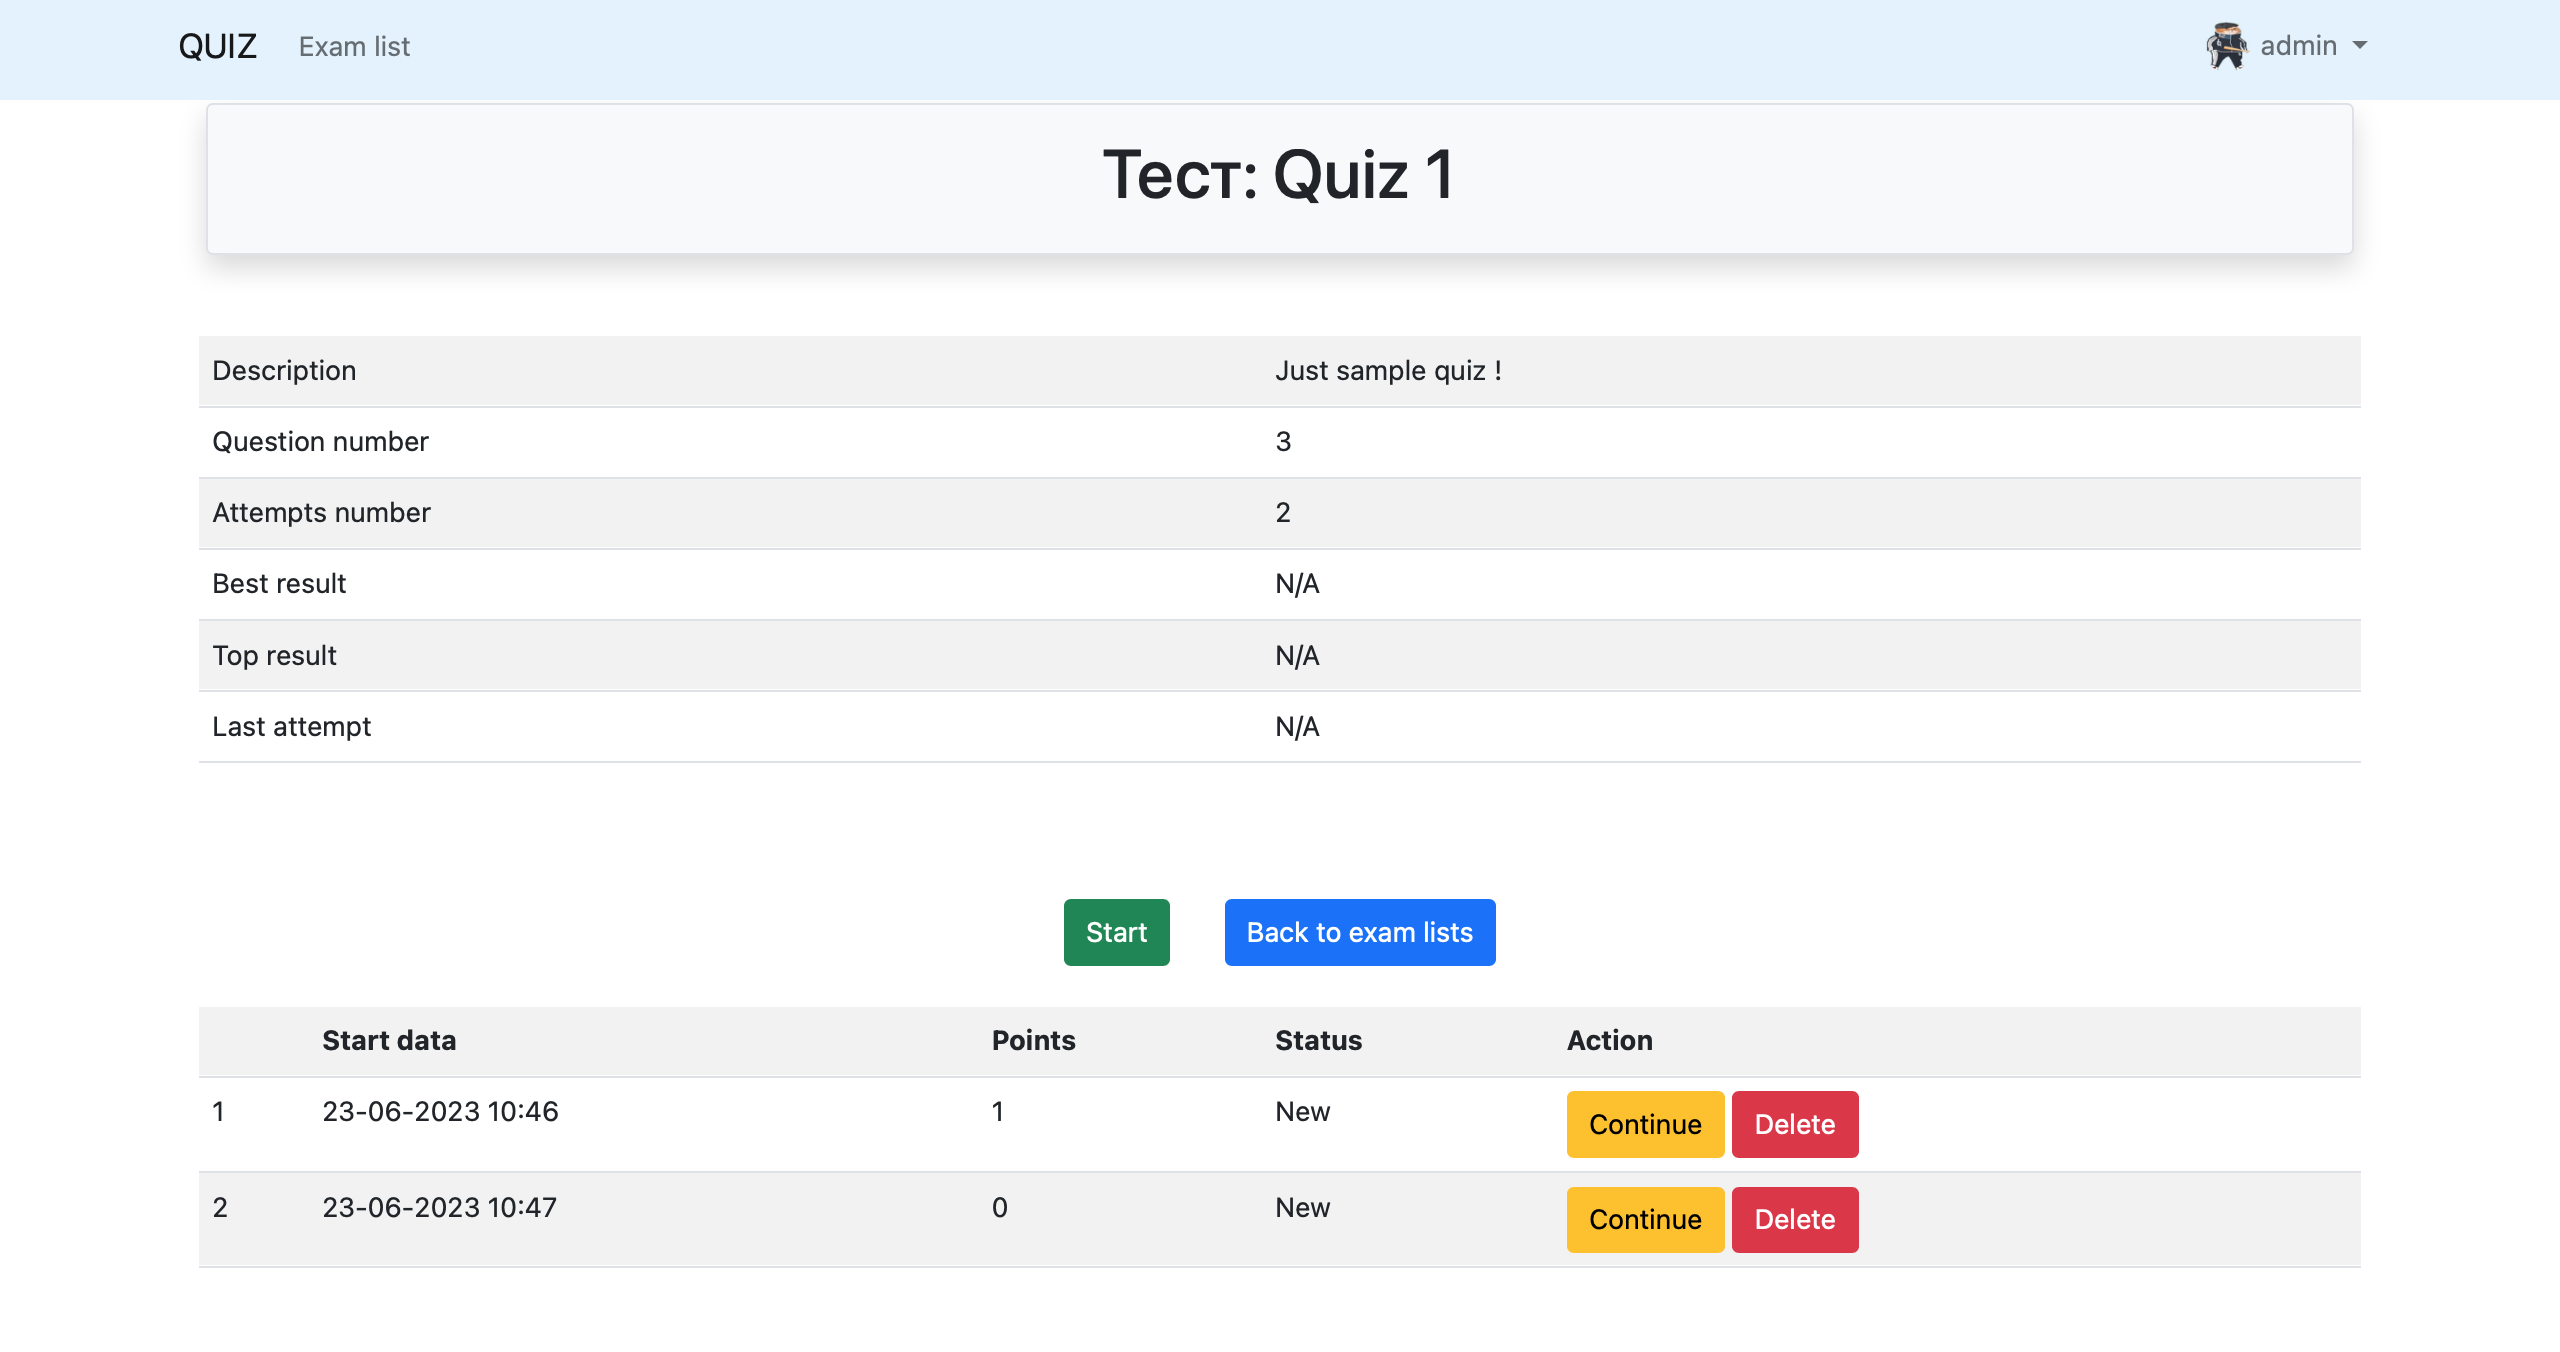 QUIZ Exam list admin
Тест: Quiz 1
Description Just sample quiz !
Question number 3
Attempts number 2
Best result N/A
Top result N/A
Last attempt N/A
Start Back to exam lists
Start data Points Status Action
1 23-06-2023 10:46 1 New Continue Delete
2 23-06-2023 10:47 0 New Continue Delete